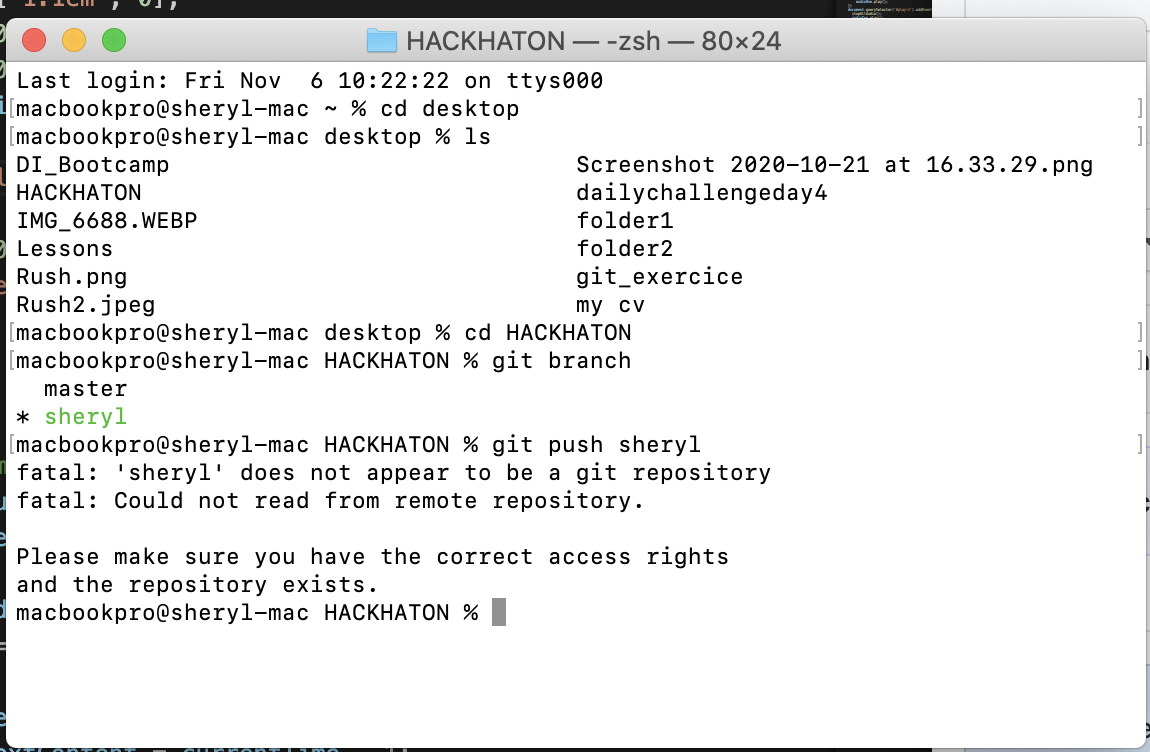 1.1em", 0],
HACKHATON — -zsh — 80×24
Last login: Fri Nov  6 10:22:22 on ttys000
[macbookpro@sheryl-mac ~ % cd desktop ]
[macbookpro@sheryl-mac desktop % ls ]
DI_Bootcamp Screenshot 2020-10-21 at 16.33.29.png
HACKHATON dailychallengeday4
IMG_6688.WEBP folder1
Lessons folder2
Rush.png git_exercice
Rush2.jpeg my cv
[macbookpro@sheryl-mac desktop % cd HACKHATON ]
[macbookpro@sheryl-mac HACKHATON % git branch ]
  master
* sheryl
[macbookpro@sheryl-mac HACKHATON % git push sheryl ]
fatal: 'sheryl' does not appear to be a git repository
fatal: Could not read from remote repository.

Please make sure you have the correct access rights
and the repository exists.
macbookpro@sheryl-mac HACKHATON %